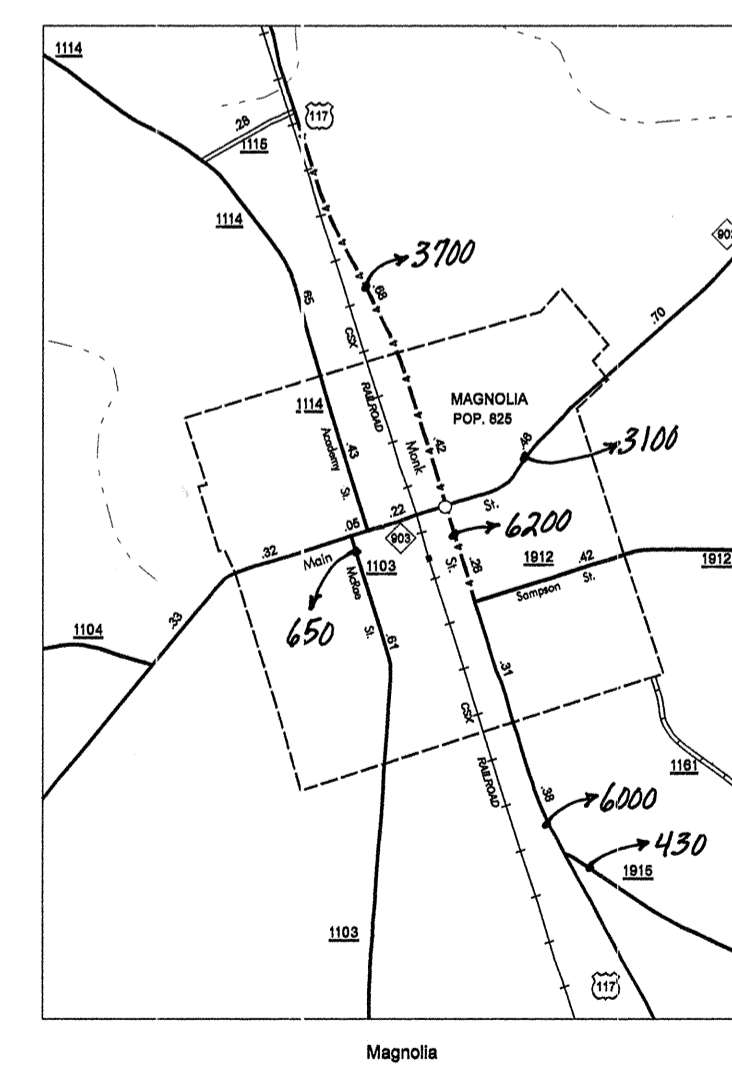 1114
117
.28
1115
1114
3700
903
.68
.65
.70
CSX
RAILROAD
MAGNOLIA
POP. 825
1114
Academy
St.
.43
Monk
.42
.48
3100
St.
.22
.05
903
6200
.32
Main
1103
McRae
St.
St.
.28
1912
.42
Sampson
St.
1912
650
1104
.33
.61
.31
CSX
RAILROAD
1161
.38
6000
430
1915
1103
117
Magnolia